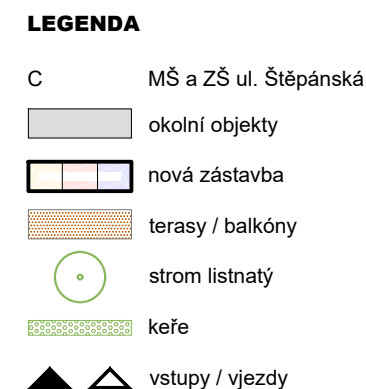 LEGENDA
C MŠ a ZŠ ul. Štěpánská
okolní objekty
nová zástavba
terasy / balkóny
strom listnatý
keře
vstupy / vjezdy